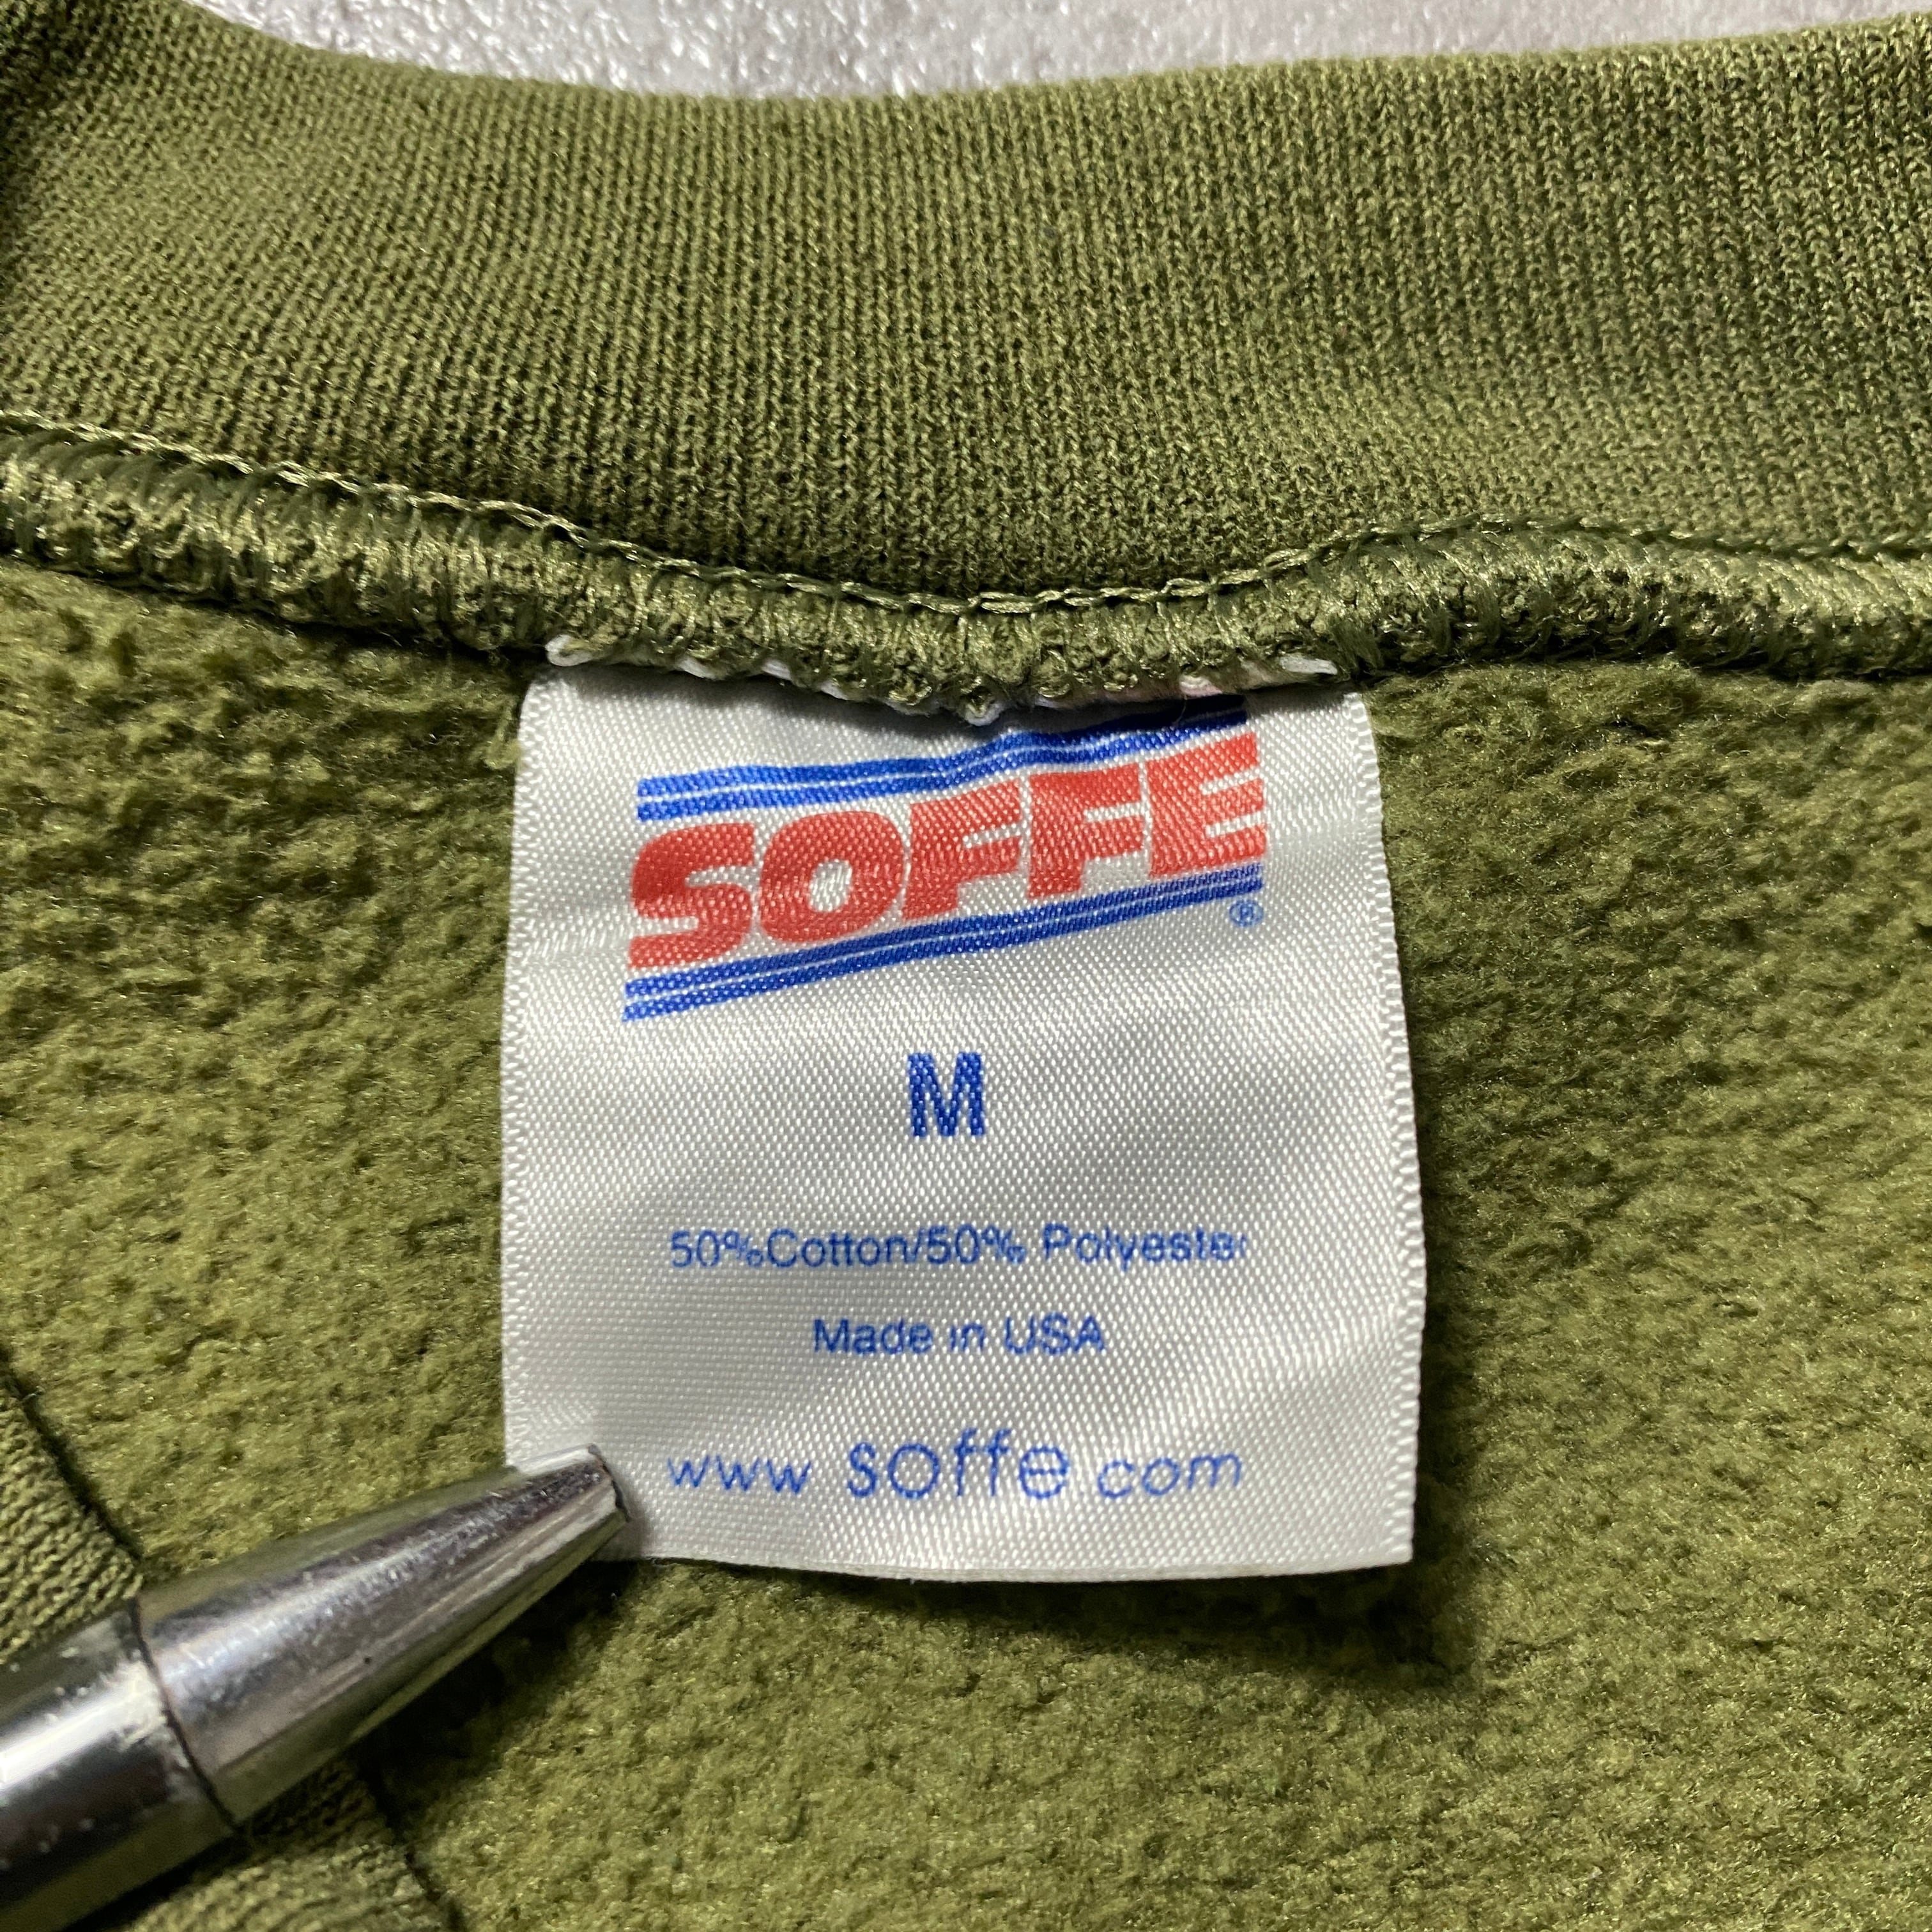 SOFFE
®
M
50%Cotton/50% Polyester
Made in USA
www soffe.com